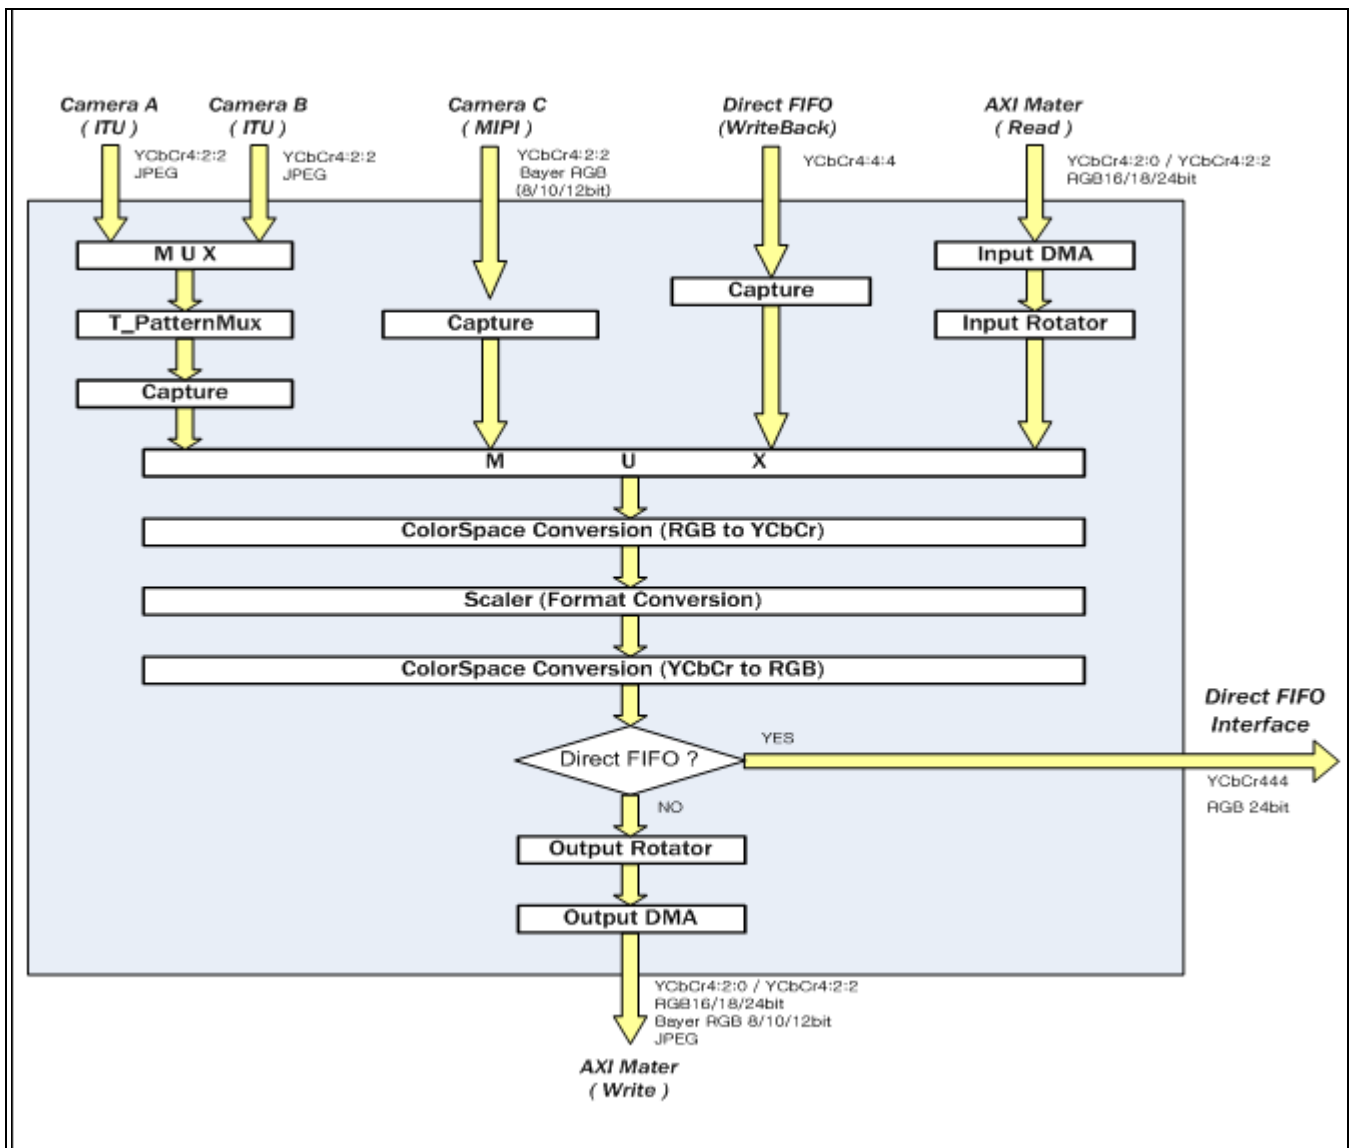 Camera A
( ITU )
Camera B
( ITU )
Camera C
( MIPI )
Direct FIFO
(WriteBack)
AXI Mater
( Read )
YCbCr4:2:2
JPEG
YCbCr4:2:2
JPEG
YCbCr4:2:2
Bayer RGB
(8/10/12bit)
YCbCr4:4:4
YCbCr4:2:0 / YCbCr4:2:2
RGB16/18/24bit
M U X
T_PatternMux
Capture
Capture
Capture
Input DMA
Input Rotator
M U X
ColorSpace Conversion (RGB to YCbCr)
Scaler (Format Conversion)
ColorSpace Conversion (YCbCr to RGB)
Direct FIFO ?
YES
NO
Direct FIFO
Interface
YCbCr444
RGB 24bit
Output Rotator
Output DMA
YCbCr4:2:0 / YCbCr4:2:2
RGB16/18/24bit
Bayer RGB 8/10/12bit
JPEG
AXI Mater
( Write )